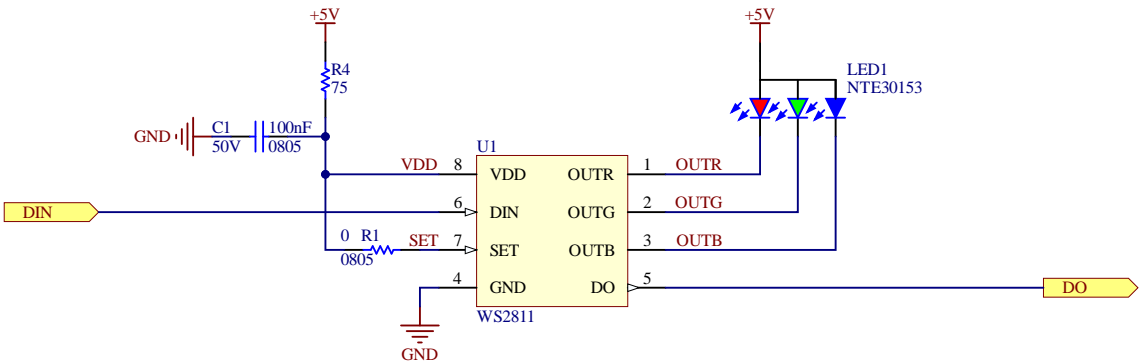 +5V
+5V
R4
75
LED1
NTE30153
C1
100nF
GND
50V
0805
U1
VDD
8
VDD
OUTR
1
OUTR
DIN
6
DIN
OUTG
2
OUTG
0
R1
SET
7
SET
OUTB
3
OUTB
0805
4
GND
DO
5
DO
WS2811
GND